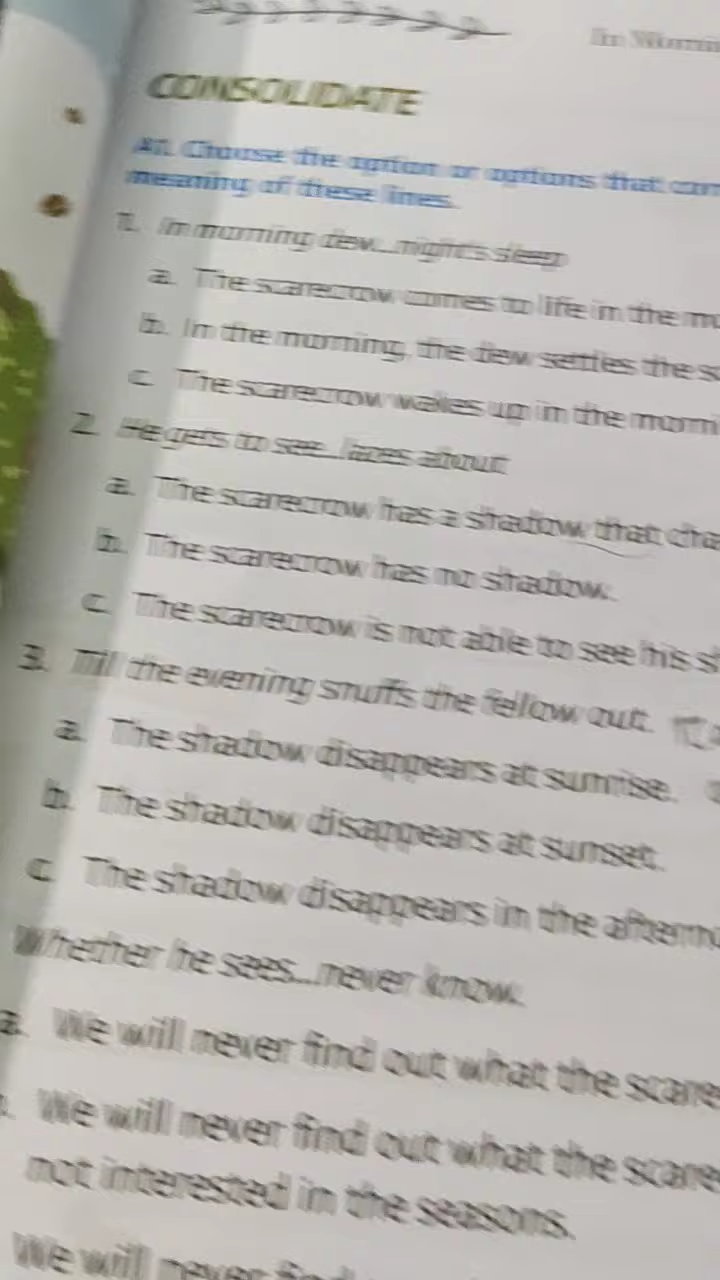 In Morni
CONSOLIDATE
A1. Choose the option or options that
meaning of these lines.
1. In morning dew...night's sleep
a. The scarecrow comes to life in the
b. In the morning, the dew settles the
c. The scarecrow wakes up in the morni
2. He gets to see...lazes about
a. The scarecrow has a shadow that cha
b. The scarecrow has no shadow.
c. The scarecrow is not able to see his
3. Till the evening snuffs the fellow out.
a. The shadow disappears at sunrise.
b. The shadow disappears at sunset.
c. The shadow disappears in the aftern
Whether he sees...never know.
a. We will never find out what the scare
We will never find out what the scare
not interested in the seasons.
We will never find